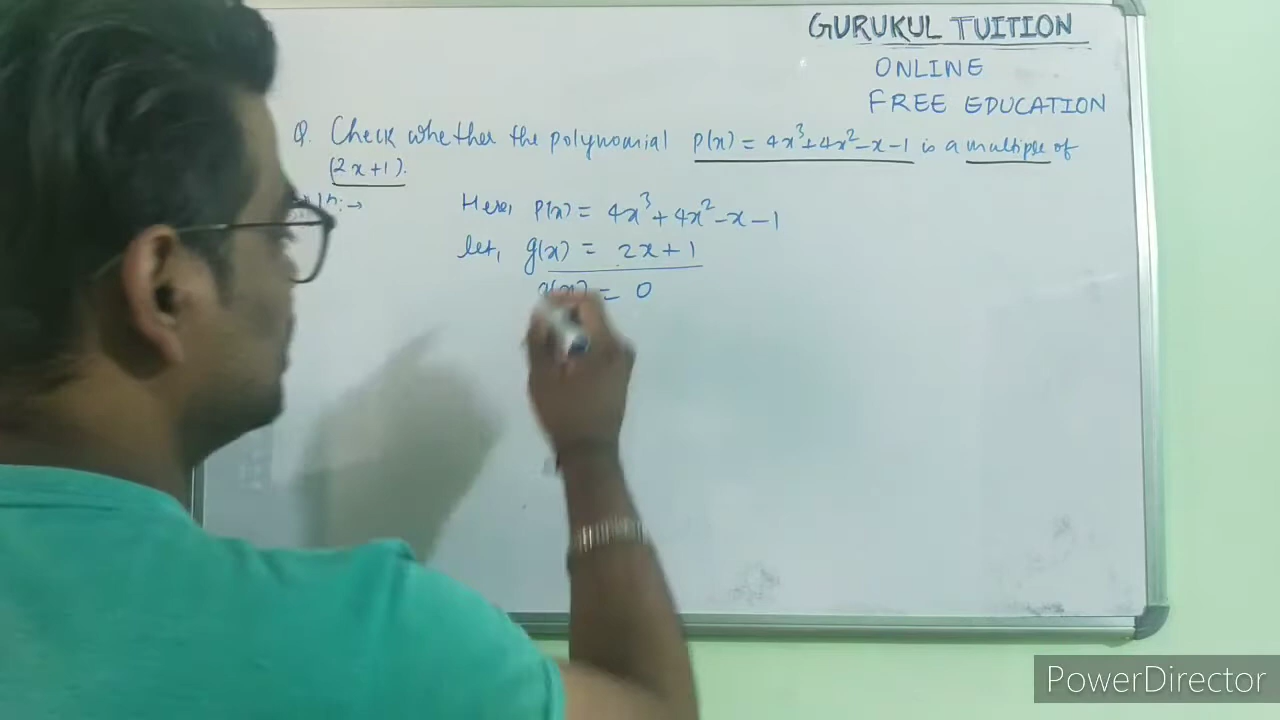 GURUKUL TUITION
ONLINE
FREE EDUCATION
Q. Check whether the polynomial p(x) = 4x³+4x²-x-1 is a multiple of
(2x+1).
Here, p(x) = 4x³+4x²-x-1
let, g(x) = 2x+1
g(x) = 0
PowerDirector